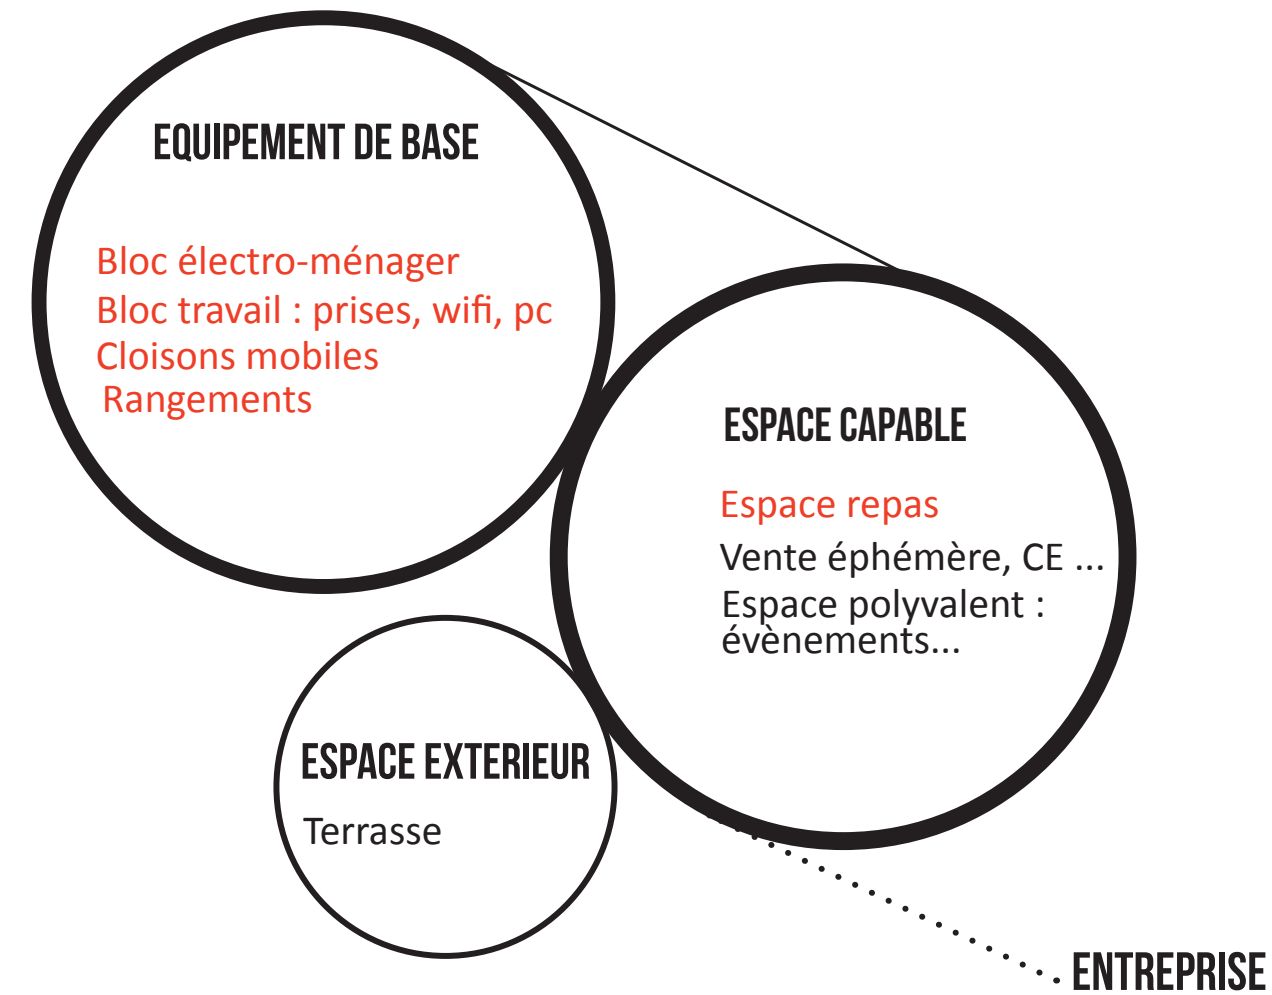 EQUIPEMENT DE BASE
Bloc électro-ménager
Bloc travail : prises, wifi, pc
Cloisons mobiles
Rangements
ESPACE CAPABLE
Espace repas
Vente éphémère, CE ...
Espace polyvalent :
évènements...
ESPACE EXTERIEUR
Terrasse
ENTREPRISE